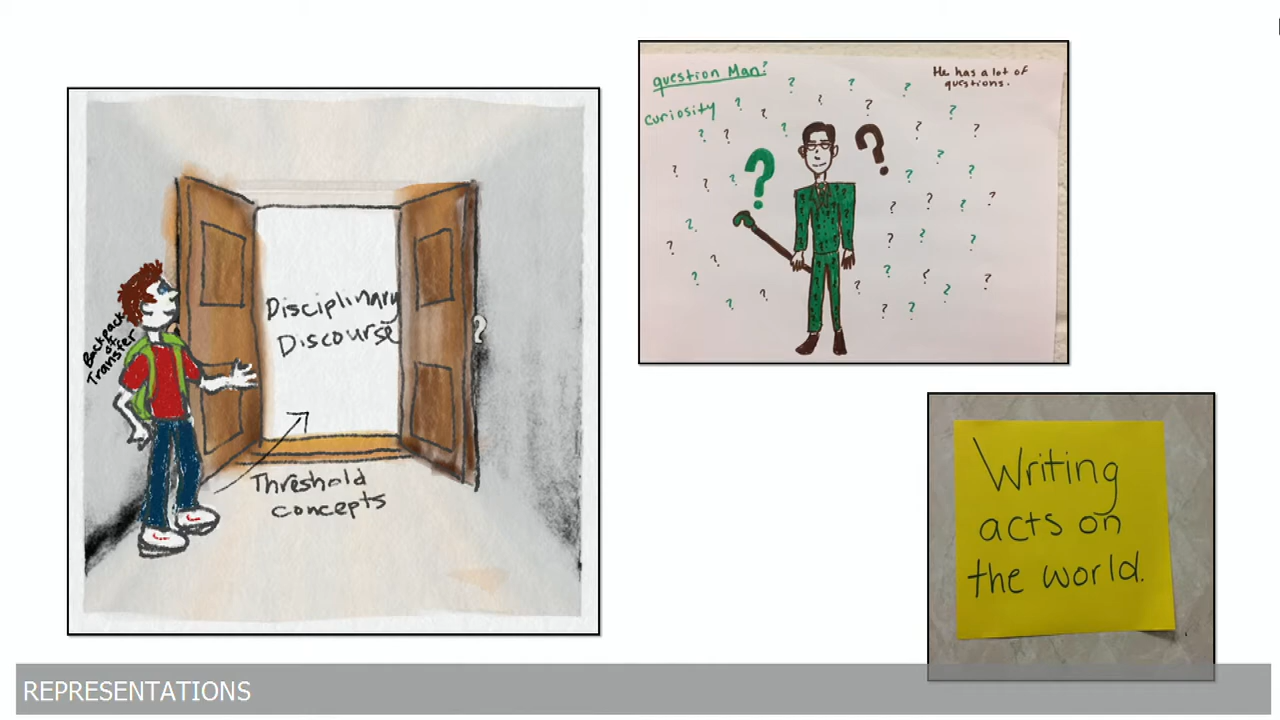 Backpack
of
Transfer
Disciplinary
Discourse
Threshold
concepts
question Man?
curiosity
He has a lot of
questions.
Writing
acts on
the world.
REPRESENTATIONS